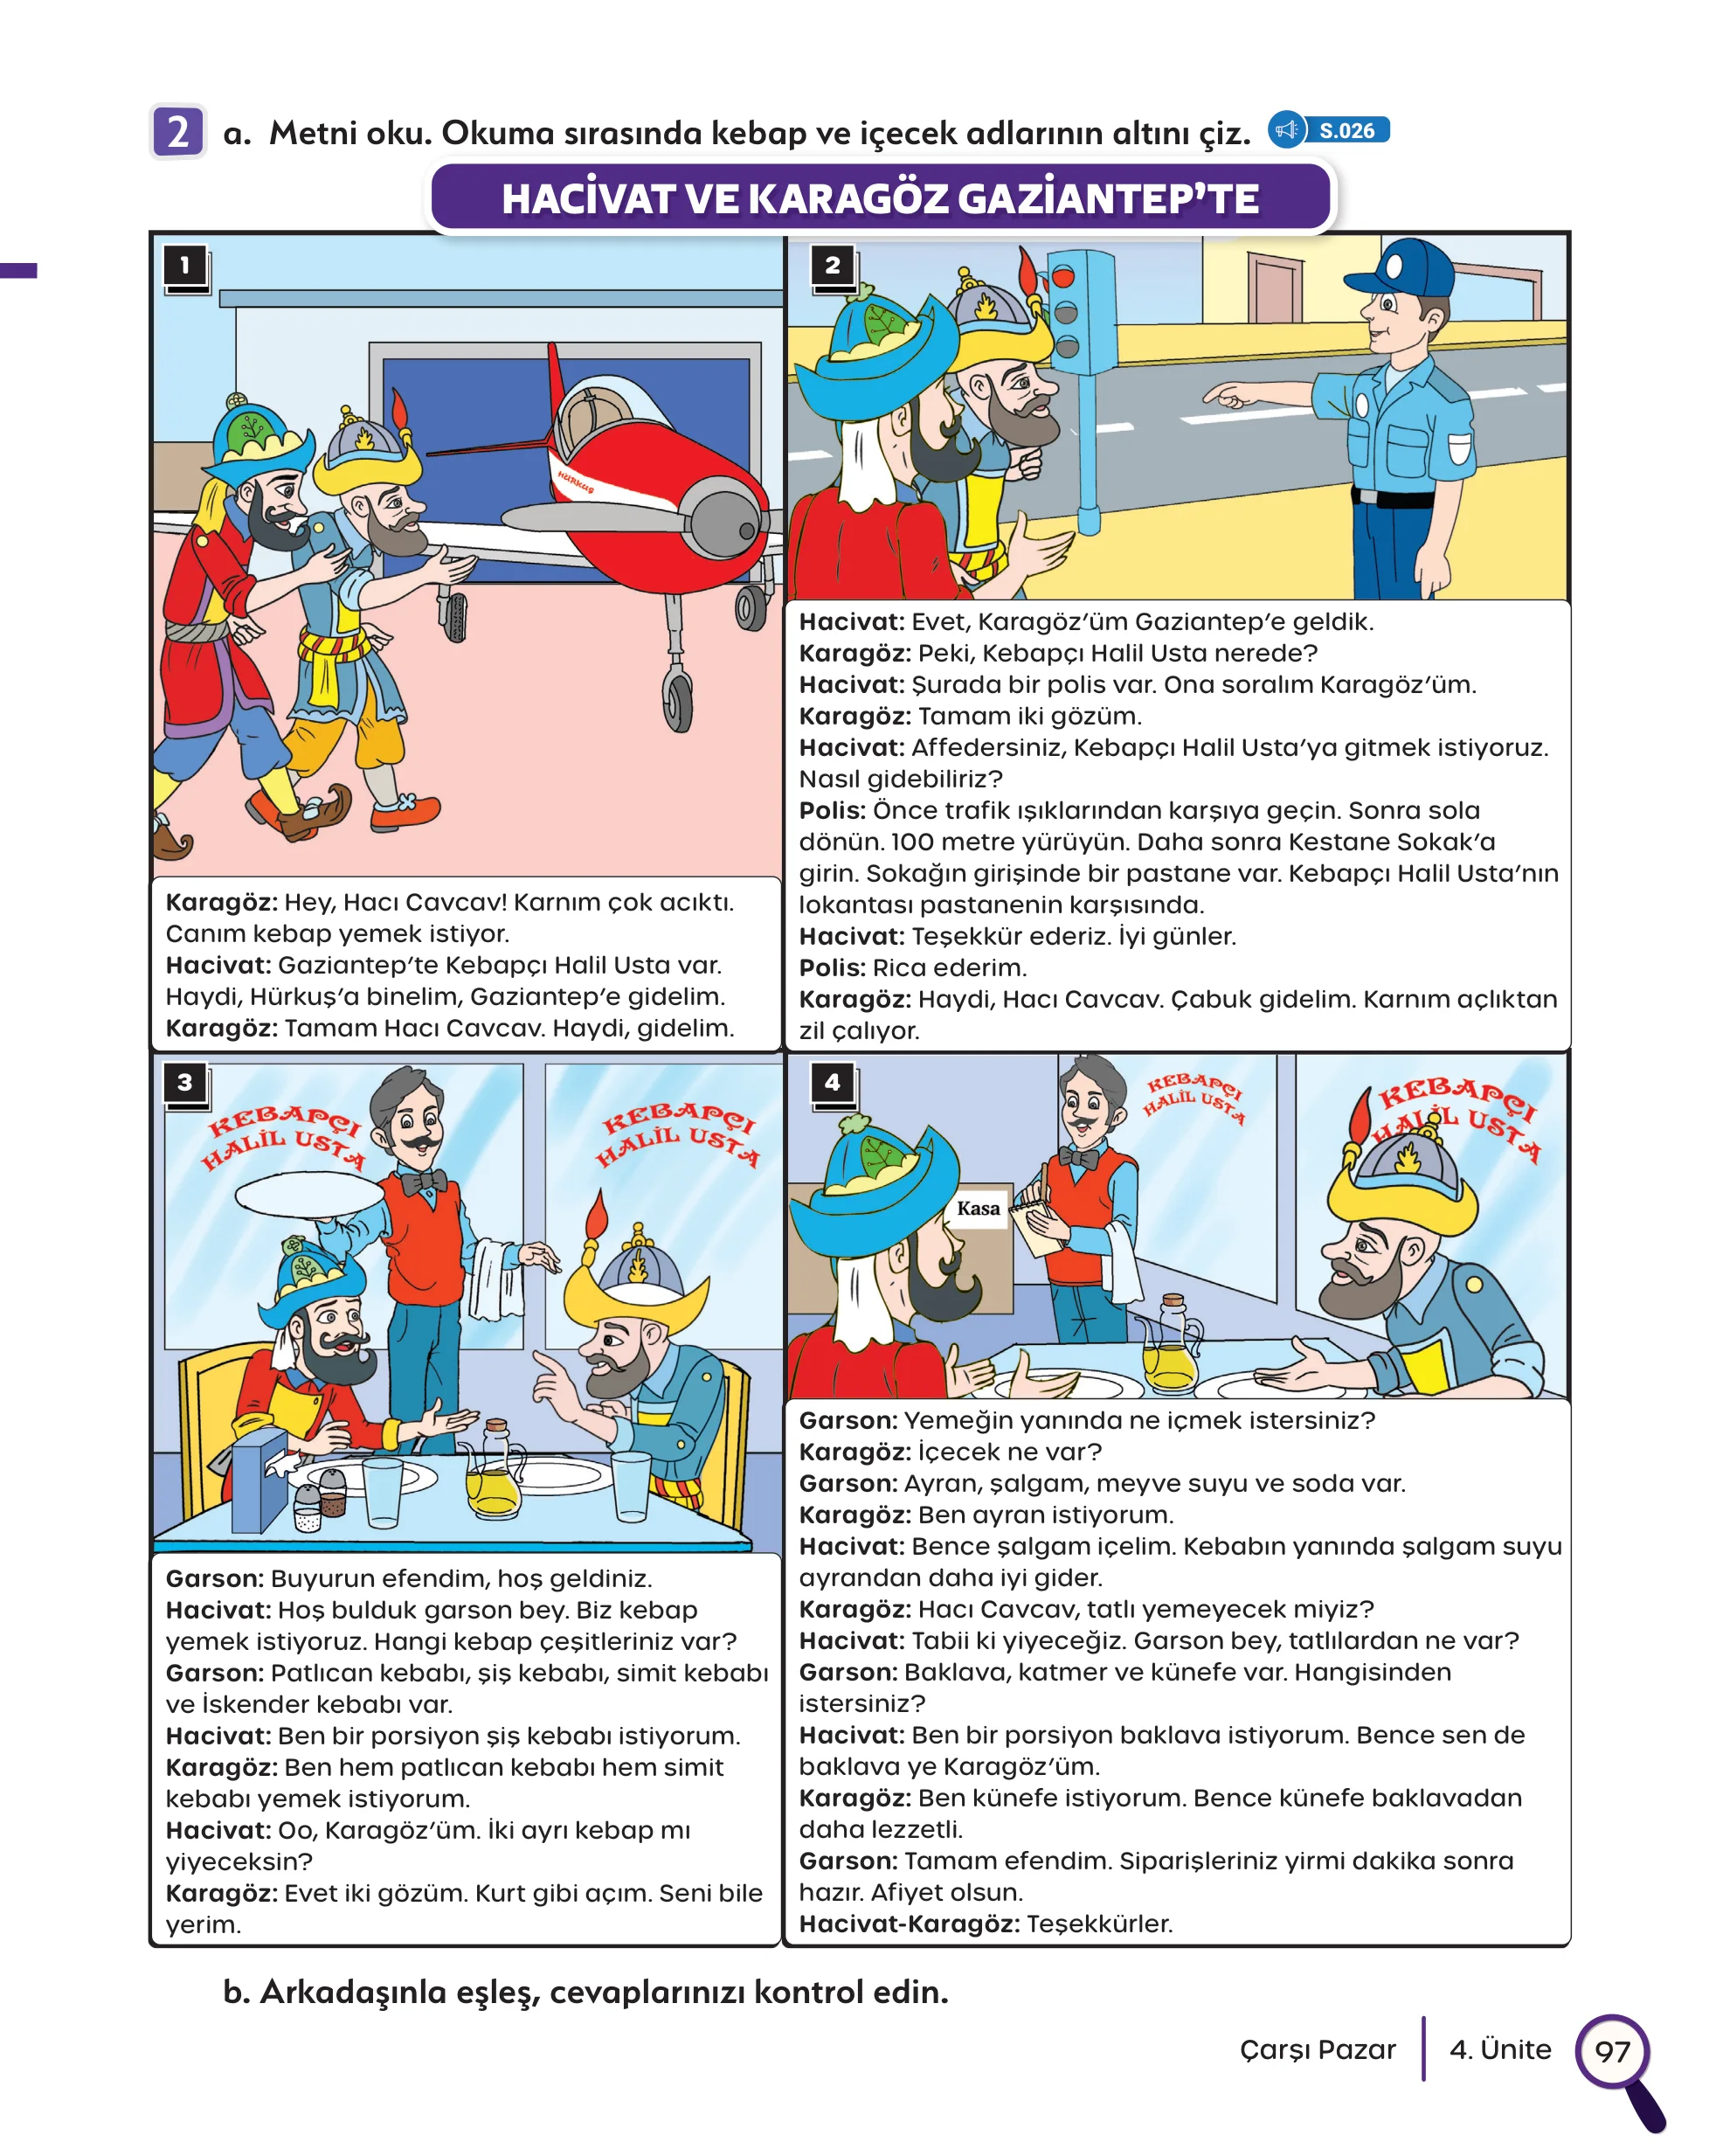 2 a. Metni oku. Okuma sırasında kebap ve içecek adlarının altını çiz. S.026
HACİVAT VE KARAGÖZ GAZİANTEP'TE
1
HÜRKUŞ
Karagöz: Hey, Hacı Cavcav! Karnım çok acıktı.
Canım kebap yemek istiyor.
Hacivat: Gaziantep'te Kebapçı Halil Usta var.
Haydi, Hürkuş'a binelim, Gaziantep'e gidelim.
Karagöz: Tamam Hacı Cavcav. Haydi, gidelim.
2
Hacivat: Evet, Karagöz'üm Gaziantep'e geldik.
Karagöz: Peki, Kebapçı Halil Usta nerede?
Hacivat: Şurada bir polis var. Ona soralım Karagöz'üm.
Karagöz: Tamam iki gözüm.
Hacivat: Affedersiniz, Kebapçı Halil Usta'ya gitmek istiyoruz.
Nasıl gidebiliriz?
Polis: Önce trafik ışıklarından karşıya geçin. Sonra sola
dönün. 100 metre yürüyün. Daha sonra Kestane Sokak'a
girin. Sokağın girişinde bir pastane var. Kebapçı Halil Usta'nın
lokantası pastanenin karşısında.
Hacivat: Teşekkür ederiz. İyi günler.
Polis: Rica ederim.
Karagöz: Haydi, Hacı Cavcav. Çabuk gidelim. Karnım açlıktan
zil çalıyor.
3
KEBAPÇI
HALİL USTA
KEBAPÇI
HALİL USTA
Garson: Buyurun efendim, hoş geldiniz.
Hacivat: Hoş bulduk garson bey. Biz kebap
yemek istiyoruz. Hangi kebap çeşitleriniz var?
Garson: Patlıcan kebabı, şiş kebabı, simit kebabı
ve İskender kebabı var.
Hacivat: Ben bir porsiyon şiş kebabı istiyorum.
Karagöz: Ben hem patlıcan kebabı hem simit
kebabı yemek istiyorum.
Hacivat: Oo, Karagöz'üm. İki ayrı kebap mı
yiyeceksin?
Karagöz: Evet iki gözüm. Kurt gibi açım. Seni bile
yerim.
4
KEBAPÇI
HALİL USTA
KEBAPÇI
HALİL USTA
Kasa
Garson: Yemeğin yanında ne içmek istersiniz?
Karagöz: İçecek ne var?
Garson: Ayran, şalgam, meyve suyu ve soda var.
Karagöz: Ben ayran istiyorum.
Hacivat: Bence şalgam içelim. Kebabın yanında şalgam suyu
ayrandan daha iyi gider.
Karagöz: Hacı Cavcav, tatlı yemeyecek miyiz?
Hacivat: Tabii ki yiyeceğiz. Garson bey, tatlılardan ne var?
Garson: Baklava, katmer ve künefe var. Hangisinden
istersiniz?
Hacivat: Ben bir porsiyon baklava istiyorum. Bence sen de
baklava ye Karagöz'üm.
Karagöz: Ben künefe istiyorum. Bence künefe baklavadan
daha lezzetli.
Garson: Tamam efendim. Siparişleriniz yirmi dakika sonra
hazır. Afiyet olsun.
Hacivat-Karagöz: Teşekkürler.
b. Arkadaşınla eşleş, cevaplarınızı kontrol edin.
Çarşı Pazar 4. Ünite 97